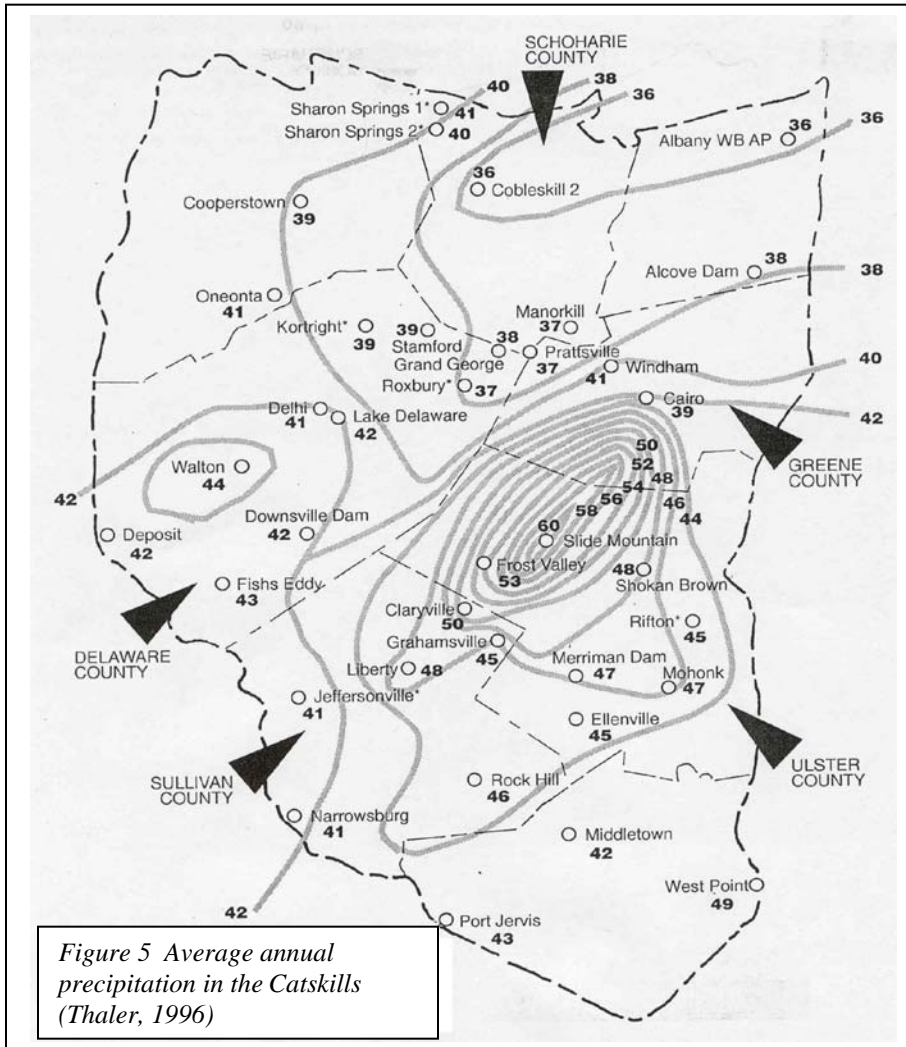 SCHOHARIE
COUNTY
40
38
36
Sharon Springs 1*
41
Sharon Springs 2*
40
36
Albany WB AP
36
36
Cobleskill 2
Cooperstown
39
Alcove Dam
38
38
Oneonta
41
Kortright*
39
39
Stamford
Manorkill
37
38
Grand George
Prattsville
37
Windham
41
40
Roxbury*
37
Cairo
39
42
Delhi
41
Lake Delaware
42
GREENE
COUNTY
Walton
44
42
50
52
48
54
46
56
44
58
60
Deposit
42
Downsville Dam
42
Slide Mountain
Frost Valley
53
48
Shokan Brown
Fishs Eddy
43
DELAWARE
COUNTY
Claryville
50
Rifton*
45
Grahamsville
45
Liberty
48
Merriman Dam
47
Mohonk
47
Jeffersonville*
41
Ellenville
45
SULLIVAN
COUNTY
ULSTER
COUNTY
Rock Hill
46
Narrowsburg
41
Middletown
42
West Point
49
42
Port Jervis
43
Figure 5 Average annual
precipitation in the Catskills
(Thaler, 1996)